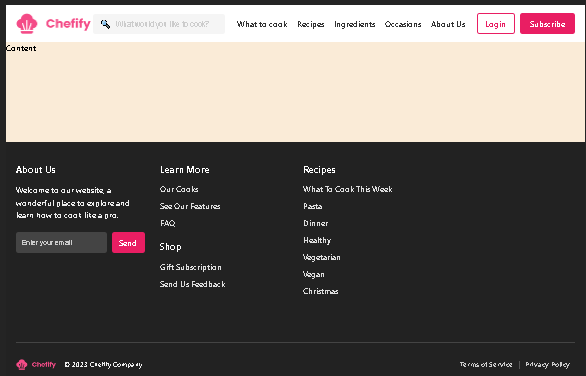 Chefify
What would you like to cook?
What to cook Recipes Ingredients Occasions About Us
Login
Subscribe
Content
About Us
Welcome to our website, a
wonderful place to explore and
learn how to cook like a pro.
Enter your email
Send
Learn More
Our Cooks
See Our Features
FAQ
Shop
Gift Subscription
Send Us Feedback
Recipes
What To Cook This Week
Pasta
Dinner
Healthy
Vegetarian
Vegan
Christmas
Chefify
© 2023 Chefify Company
Terms of Service | Privacy Policy